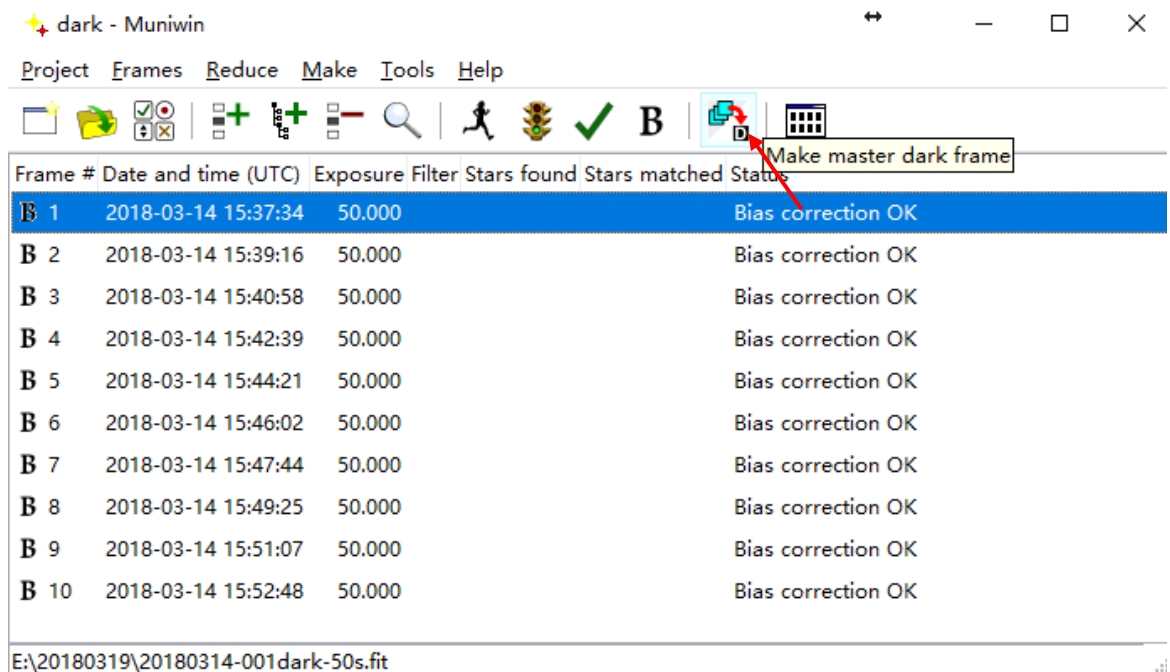 dark - Muniwin
Project Frames Reduce Make Tools Help
B D
Make master dark frame
Frame # Date and time (UTC) Exposure Filter Stars found Stars matched Status
B 1 2018-03-14 15:37:34 50.000 Bias correction OK
B 2 2018-03-14 15:39:16 50.000 Bias correction OK
B 3 2018-03-14 15:40:58 50.000 Bias correction OK
B 4 2018-03-14 15:42:39 50.000 Bias correction OK
B 5 2018-03-14 15:44:21 50.000 Bias correction OK
B 6 2018-03-14 15:46:02 50.000 Bias correction OK
B 7 2018-03-14 15:47:44 50.000 Bias correction OK
B 8 2018-03-14 15:49:25 50.000 Bias correction OK
B 9 2018-03-14 15:51:07 50.000 Bias correction OK
B 10 2018-03-14 15:52:48 50.000 Bias correction OK
E:\20180319\20180314-001dark-50s.fit